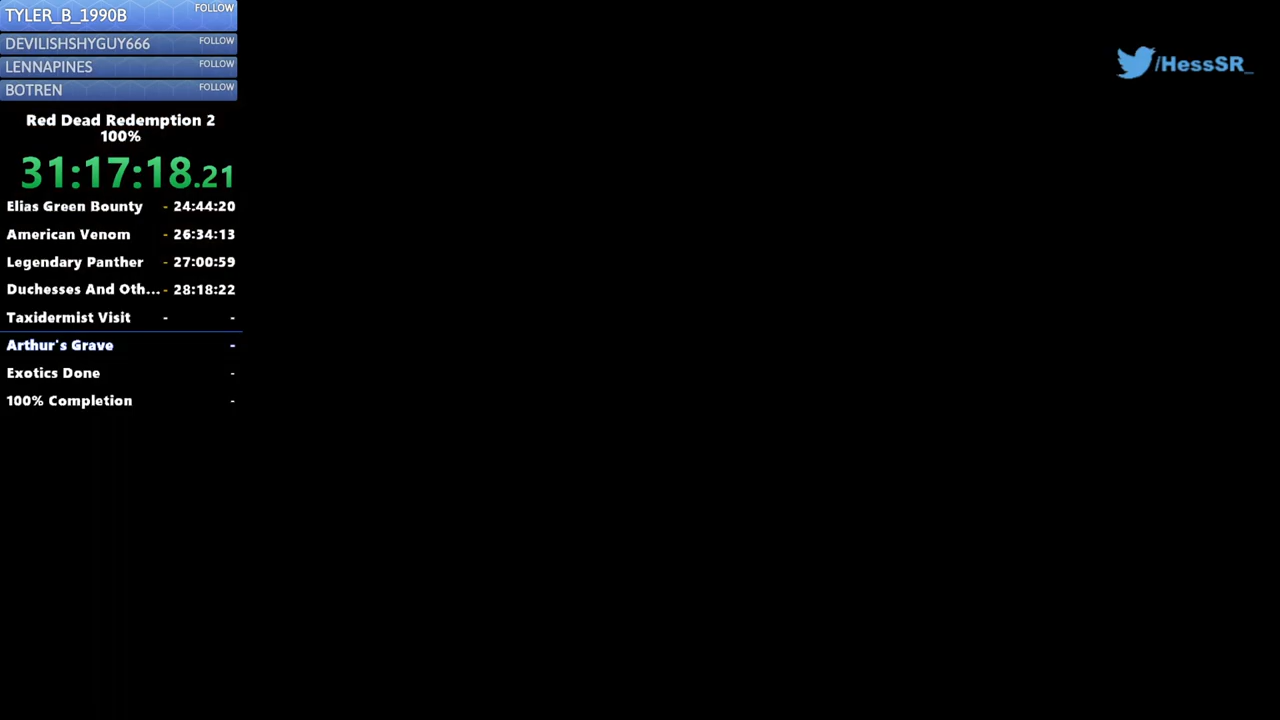 TYLER_B_1990B FOLLOW
DEVILISHSHYGUY666 FOLLOW
LENNAPINES FOLLOW
BOTREN FOLLOW
/HessSR_
Red Dead Redemption 2
100%
31:17:18.21
Elias Green Bounty - 24:44:20
American Venom - 26:34:13
Legendary Panther - 27:00:59
Duchesses And Oth... - 28:18:22
Taxidermist Visit - -
Arthur's Grave -
Exotics Done -
100% Completion -